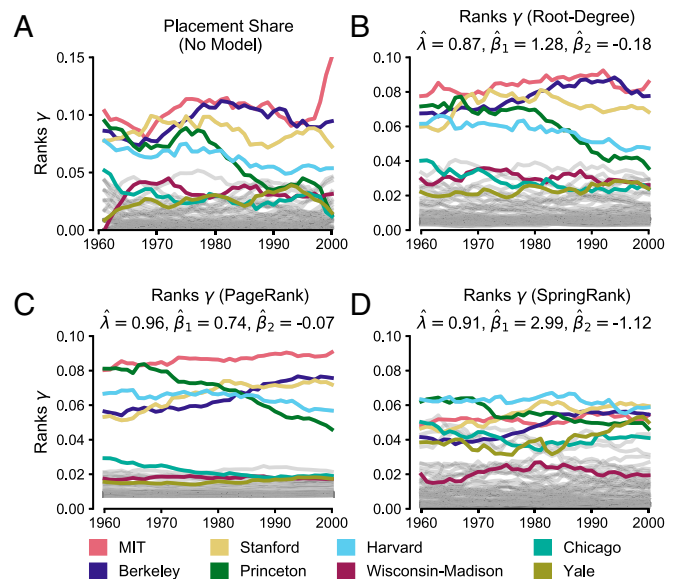 A
Placement Share
(No Model)
Ranks γ
0.15
0.10
0.05
0.00
1960 1970 1980 1990 2000
B
Ranks γ (Root-Degree)
λ̂ = 0.87, β̂₁ = 1.28, β̂₂ = -0.18
0.10
0.08
0.06
0.04
0.02
0.00
1960 1970 1980 1990 2000
C
Ranks γ (PageRank)
λ̂ = 0.96, β̂₁ = 0.74, β̂₂ = -0.07
Ranks γ
0.10
0.08
0.06
0.04
0.02
0.00
1960 1970 1980 1990 2000
D
Ranks γ (SpringRank)
λ̂ = 0.91, β̂₁ = 2.99, β̂₂ = -1.12
0.10
0.08
0.06
0.04
0.02
0.00
1960 1970 1980 1990 2000
MIT Stanford Harvard Chicago
Berkeley Princeton Wisconsin-Madison Yale